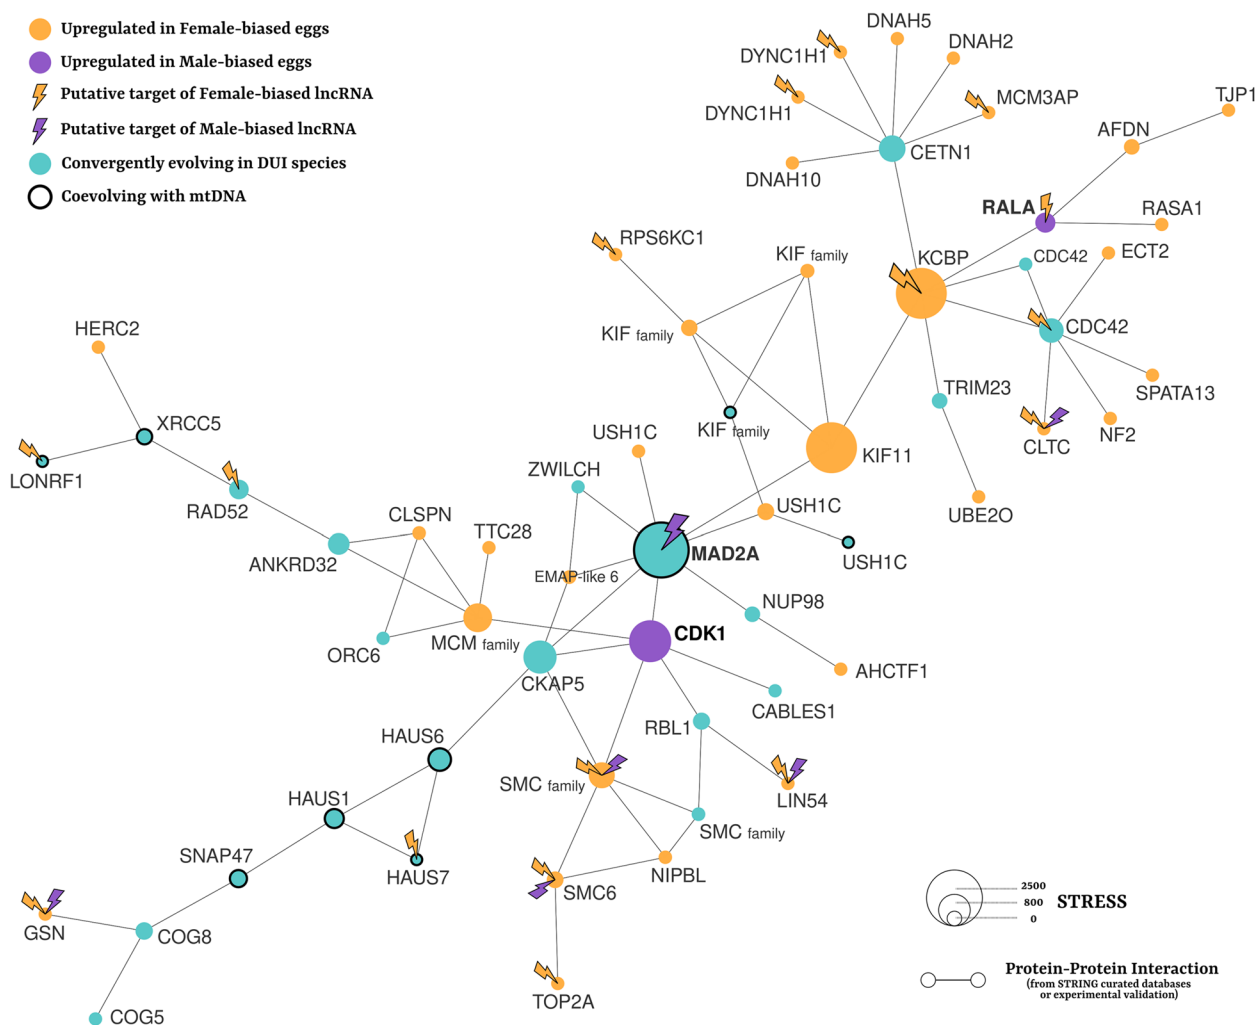 Upregulated in Female-biased eggs
Upregulated in Male-biased eggs
Putative target of Female-biased lncRNA
Putative target of Male-biased lncRNA
Convergently evolving in DUI species
Coevolving with mtDNA
DNAH5
DYNC1H1
DNAH2
DYNC1H1
MCM3AP
TJP1
AFDN
CETN1
DNAH10
RALA
RASA1
RPS6KC1
KIF family
KCBP
CDC42
ECT2
KIF family
CDC42
HERC2
TRIM23
SPATA13
XRCC5
KIF family
USH1C
CLTC
NF2
KIF11
ZWILCH
LONRF1
RAD52
USH1C
UBE2O
CLSPN
TTC28
MAD2A
ANKRD32
EMAP-like 6
USH1C
NUP98
ORC6
MCM family
CDK1
CKAP5
AHCTF1
CABLES1
RBL1
HAUS6
SMC family
LIN54
HAUS1
SMC family
SNAP47
HAUS7
NIPBL
SMC6
GSN
COG8
TOP2A
COG5
2500
800
0
STRESS
Protein-Protein Interaction
(from STRING curated databases
or experimental validation)